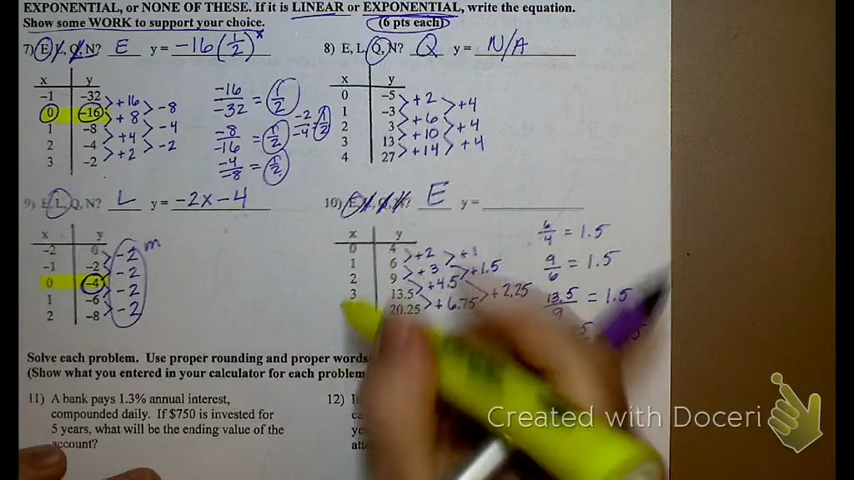 EXPONENTIAL, or NONE OF THESE. If it is LINEAR or EXPONENTIAL, write the equation.
Show some WORK to support your choice. (6 pts each)
7) E, L, Q, N? E y = -16(1/2)^x
x y
-1 -32
0 -16
1 -8
2 -4
3 -2
+16
+8
+4
+2
-8
-4
-2
-16/-32 = 1/2
-8/-16 = 1/2
-4/-8 = 1/2
-2/-4 = 1/2
8) E, L, Q, N? Q y = N/A
x y
0 -5
1 -3
2 3
3 13
4 27
+2
+6
+10
+14
+4
+4
+4
9) E, L, Q, N? L y = -2x-4
x y
-2 0
-1 -2
0 -4
1 -6
2 -8
-2
-2
-2
-2
m
10) E, L, Q, N? E y =
x y
0 4
1 6
2 9
3 13.5
20.25
+2
+3
+4.5
+6.75
+1
+1.5
+2.25
6/4 = 1.5
9/6 = 1.5
13.5/9 = 1.5
Solve each problem. Use proper rounding and proper words
(Show what you entered in your calculator for each problem
11) A bank pays 1.3% annual interest,
compounded daily. If $750 is invested for
5 years, what will be the ending value of the
account?
12)
Created with Doceri